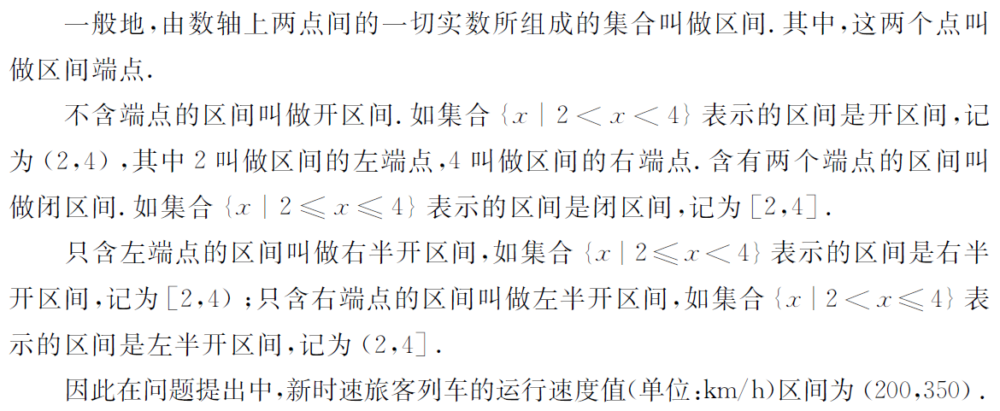 一般地,由数轴上两点间的一切实数所组成的集合叫做区间.其中,这两个点叫
做区间端点.
不含端点的区间叫做开区间.如集合 {x | 2 < x < 4} 表示的区间是开区间,记
为 (2,4) ,其中 2 叫做区间的左端点,4 叫做区间的右端点.含有两个端点的区间叫
做闭区间.如集合 {x | 2 ⩽ x ⩽ 4} 表示的区间是闭区间,记为 [2,4] .
只含左端点的区间叫做右半开区间,如集合 {x | 2⩽x<4} 表示的区间是右半
开区间,记为 [2,4) ;只含右端点的区间叫做左半开区间,如集合 {x | 2<x⩽4} 表
示的区间是左半开区间,记为 (2,4] .
因此在问题提出中,新时速旅客列车的运行速度值(单位:km/h)区间为 (200,350) .